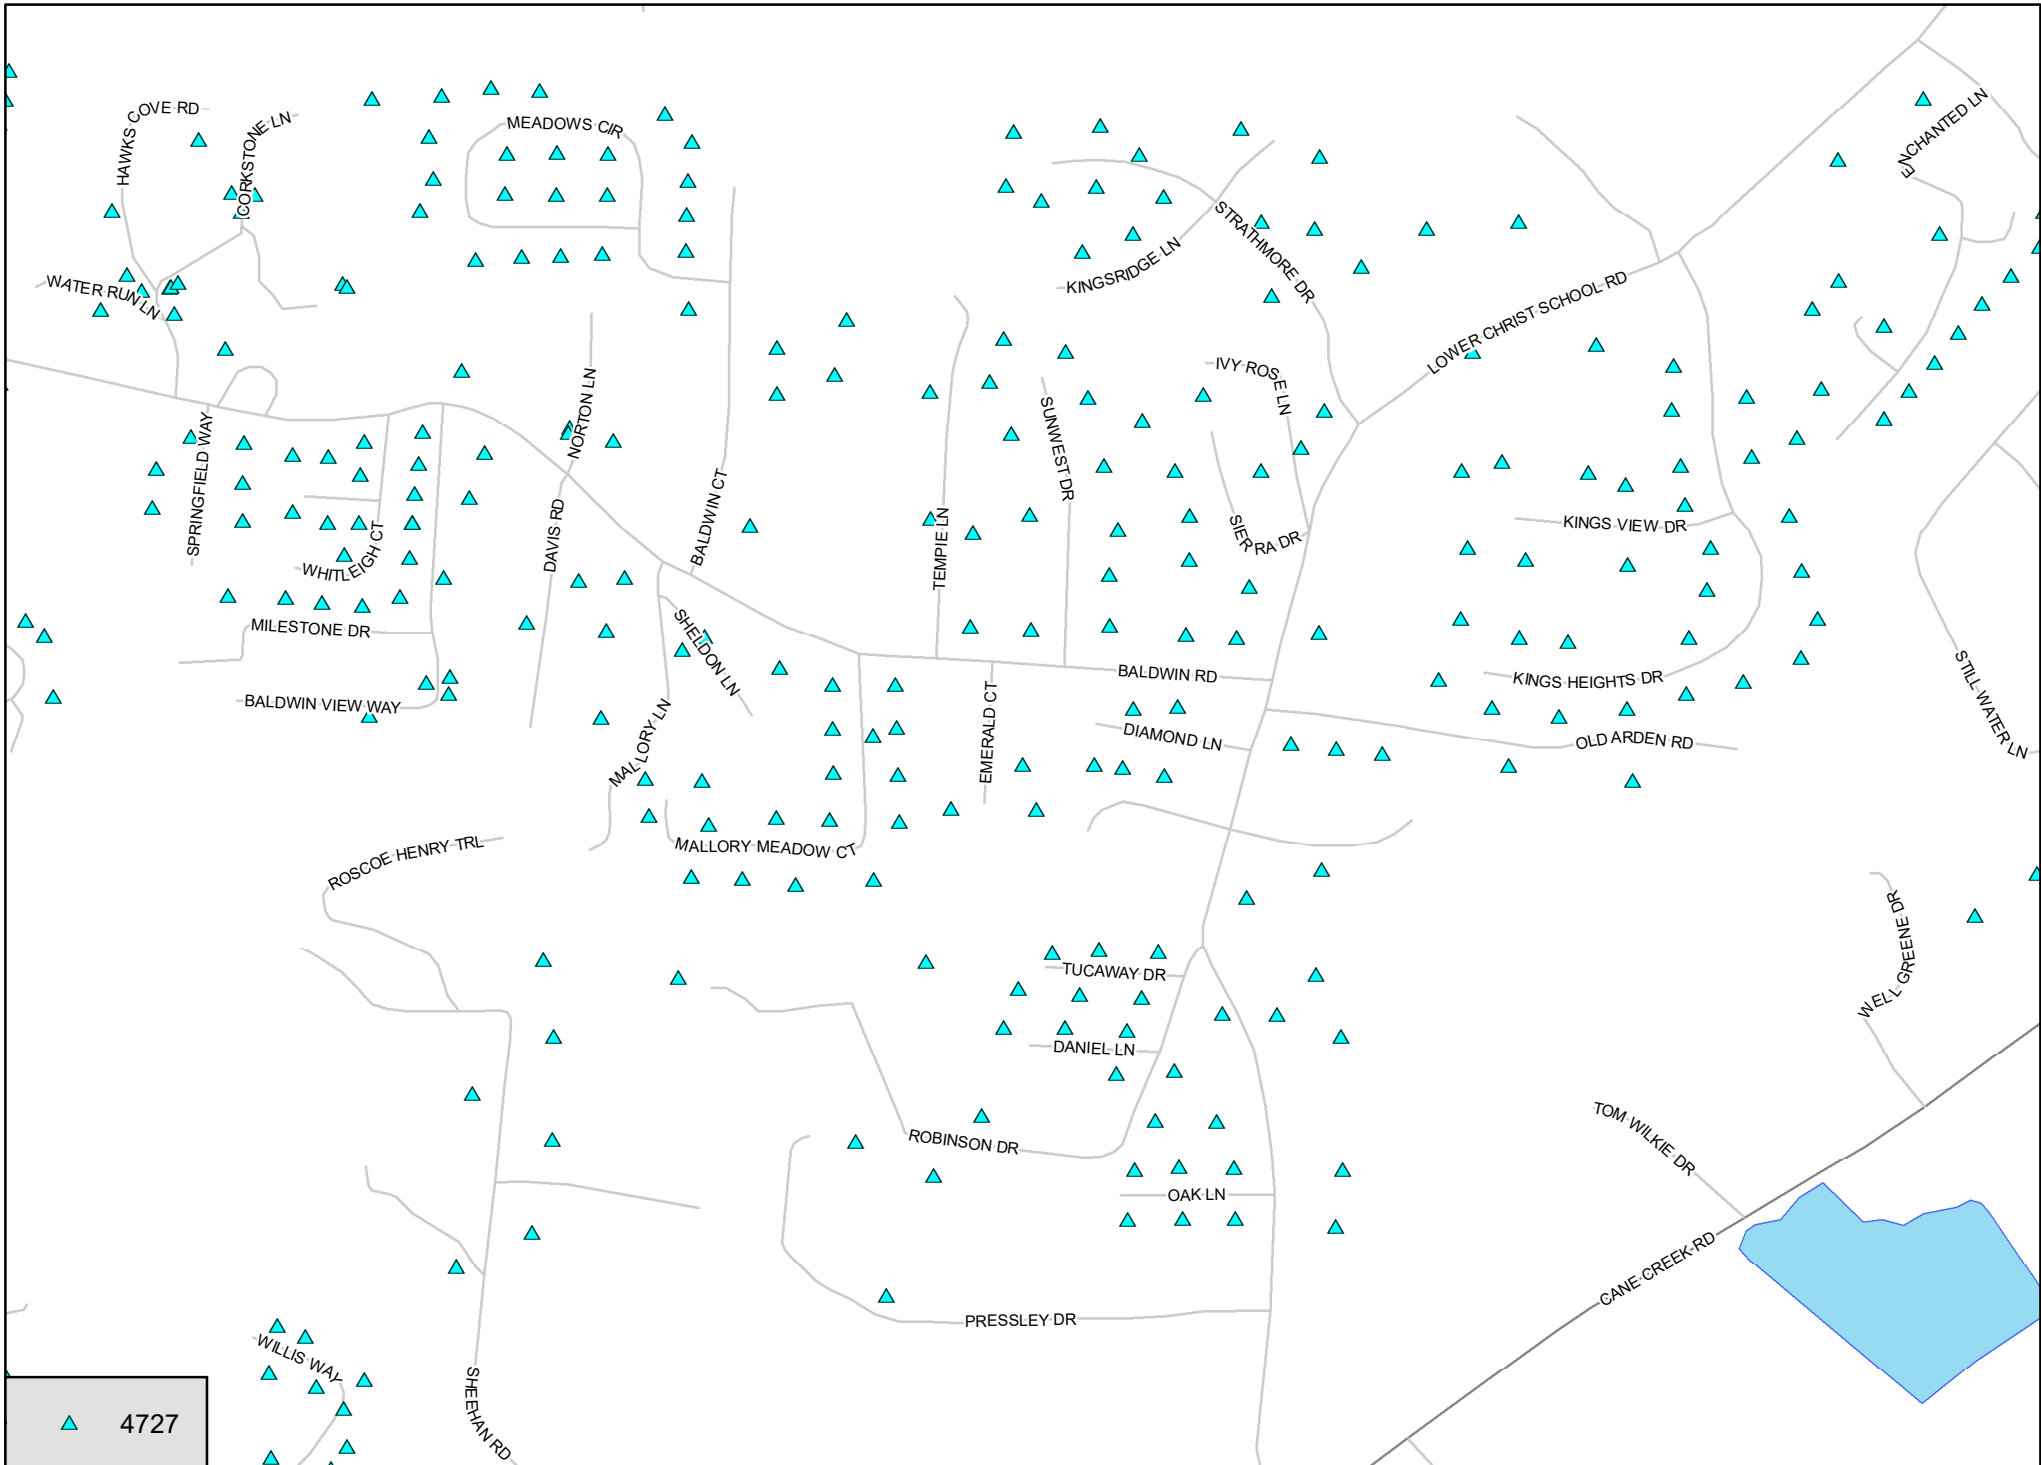 HAWKS COVE RD
CORKSTONE LN
MEADOWS CIR
ENCHANTED LN
STRATHMORE DR
KINGSRIDGE LN
WATER RUN LN
LOWER CHRIST SCHOOL RD
IVY ROSE LN
NORTON LN
SUNWEST DR
SPRINGFIELD WAY
BALDWIN CT
DAVIS RD
TEMPIE LN
SIERRA DR
KINGS VIEW DR
WHITLEIGH CT
MILESTONE DR
SHELDON LN
BALDWIN RD
KINGS HEIGHTS DR
STILL WATER LN
BALDWIN VIEW WAY
MALLORY LN
EMERALD CT
DIAMOND LN
OLD ARDEN RD
MALLORY MEADOW CT
ROSCOE HENRY TRL
WELL GREENE DR
TUCAWAY DR
DANIEL LN
ROBINSON DR
TOM WILKIE DR
OAK LN
CANE CREEK RD
PRESSLEY DR
WILLIS WAY
SHEEHAN RD
4727